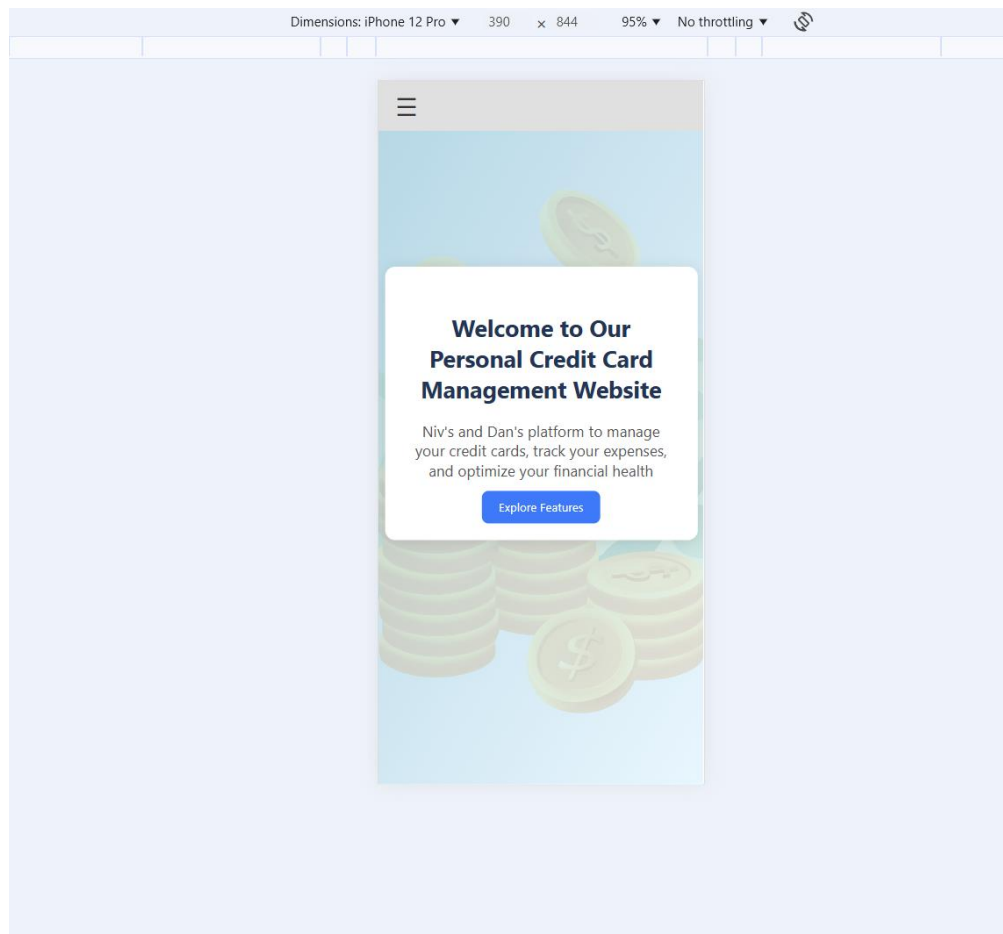 Dimensions: iPhone 12 Pro ▼ 390 × 844 95% ▼ No throttling ▼
Welcome to Our
Personal Credit Card
Management Website
Niv's and Dan's platform to manage
your credit cards, track your expenses,
and optimize your financial health
Explore Features
$